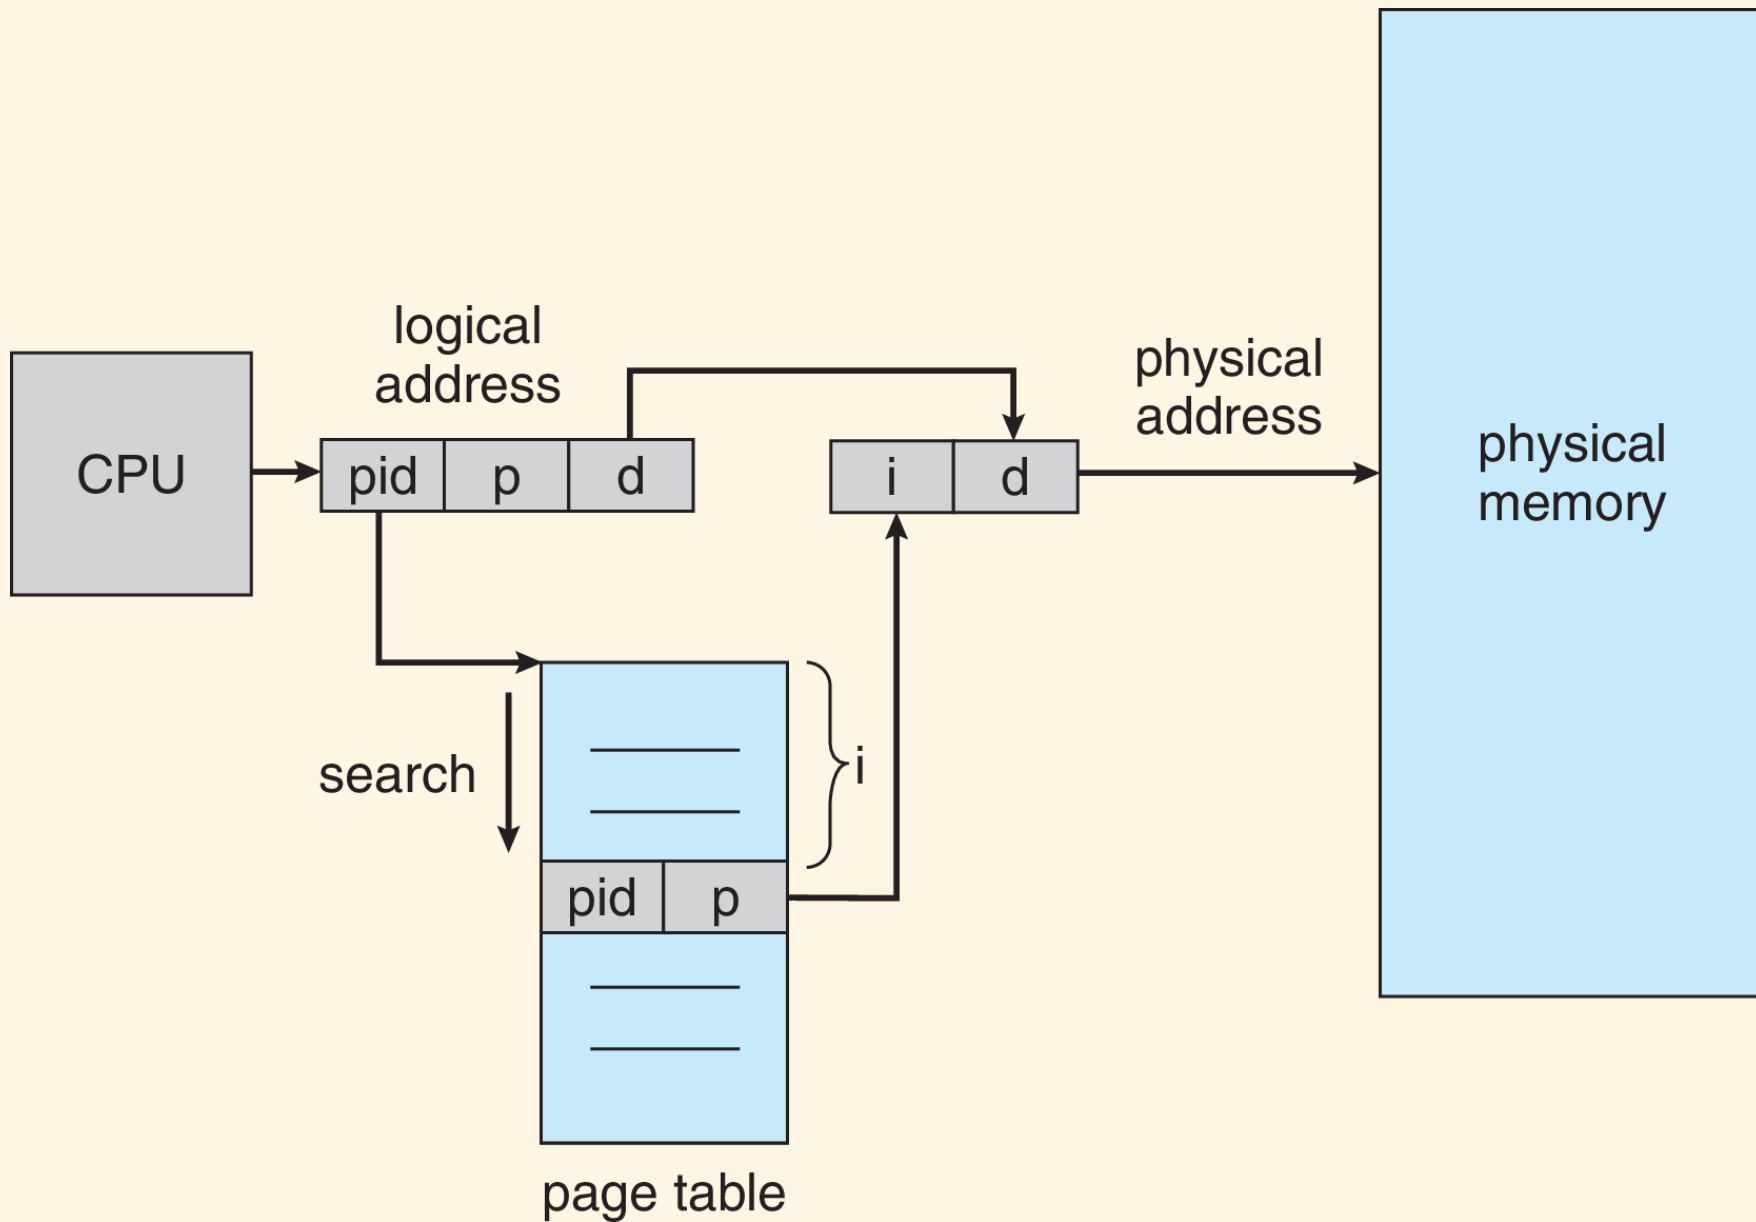 logical
address
CPU
pid p d
i d
physical
address
physical
memory
search
i
pid p
page table